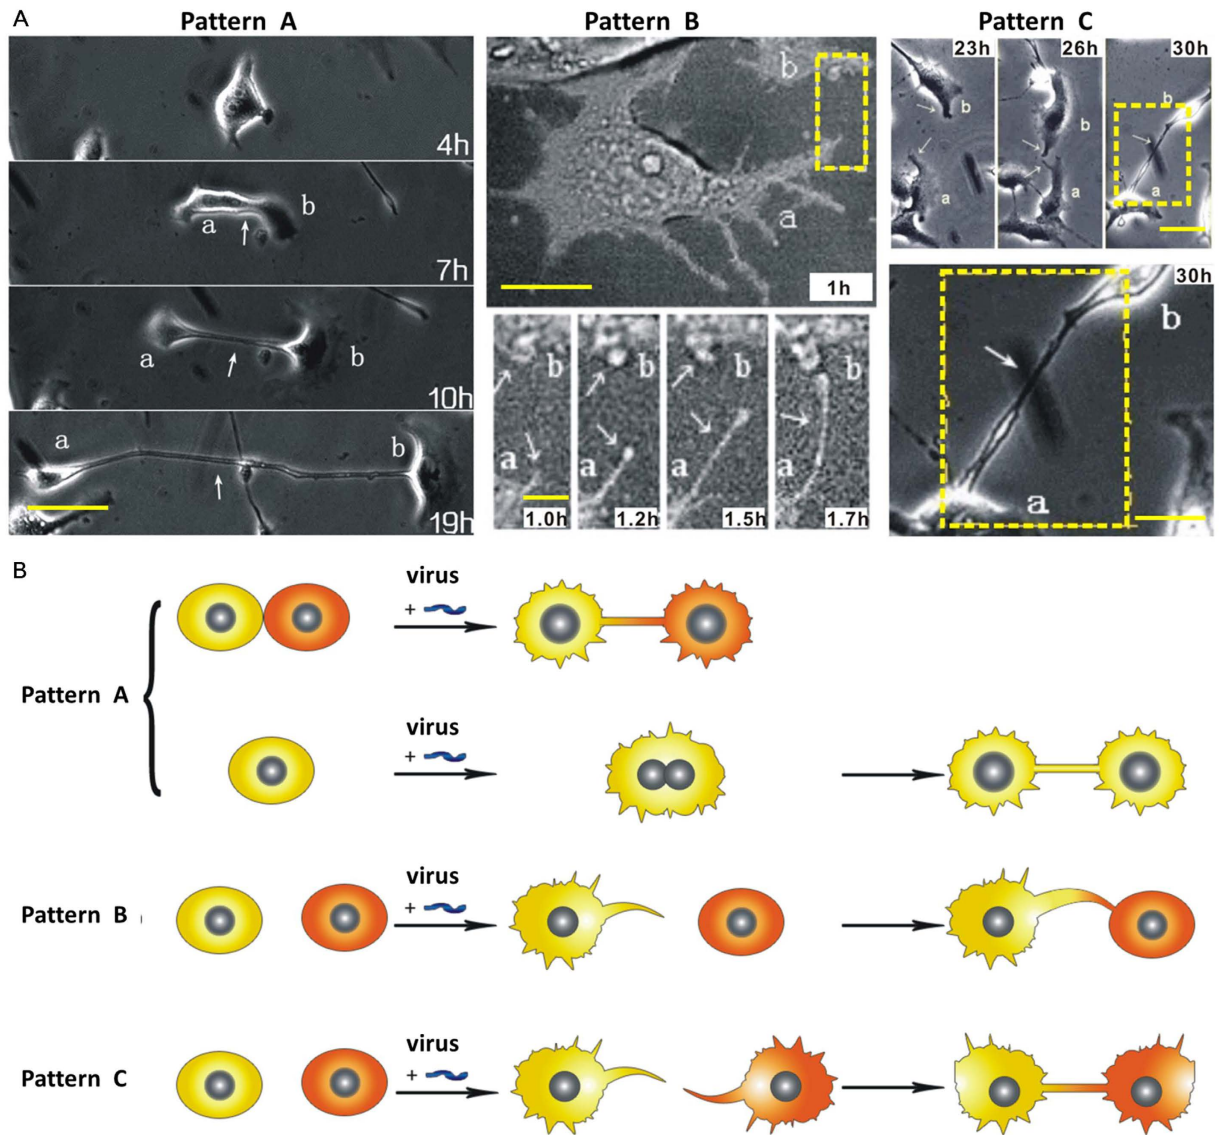 A
Pattern A
Pattern B
Pattern C
4h
a
b
7h
a
b
10h
a
b
19h
b
a
1h
b
a
1.0h
b
a
1.2h
b
a
1.5h
b
a
1.7h
23h
b
a
26h
b
a
30h
b
a
30h
b
a
B
Pattern A
virus
+
virus
+
Pattern B
virus
+
Pattern C
virus
+